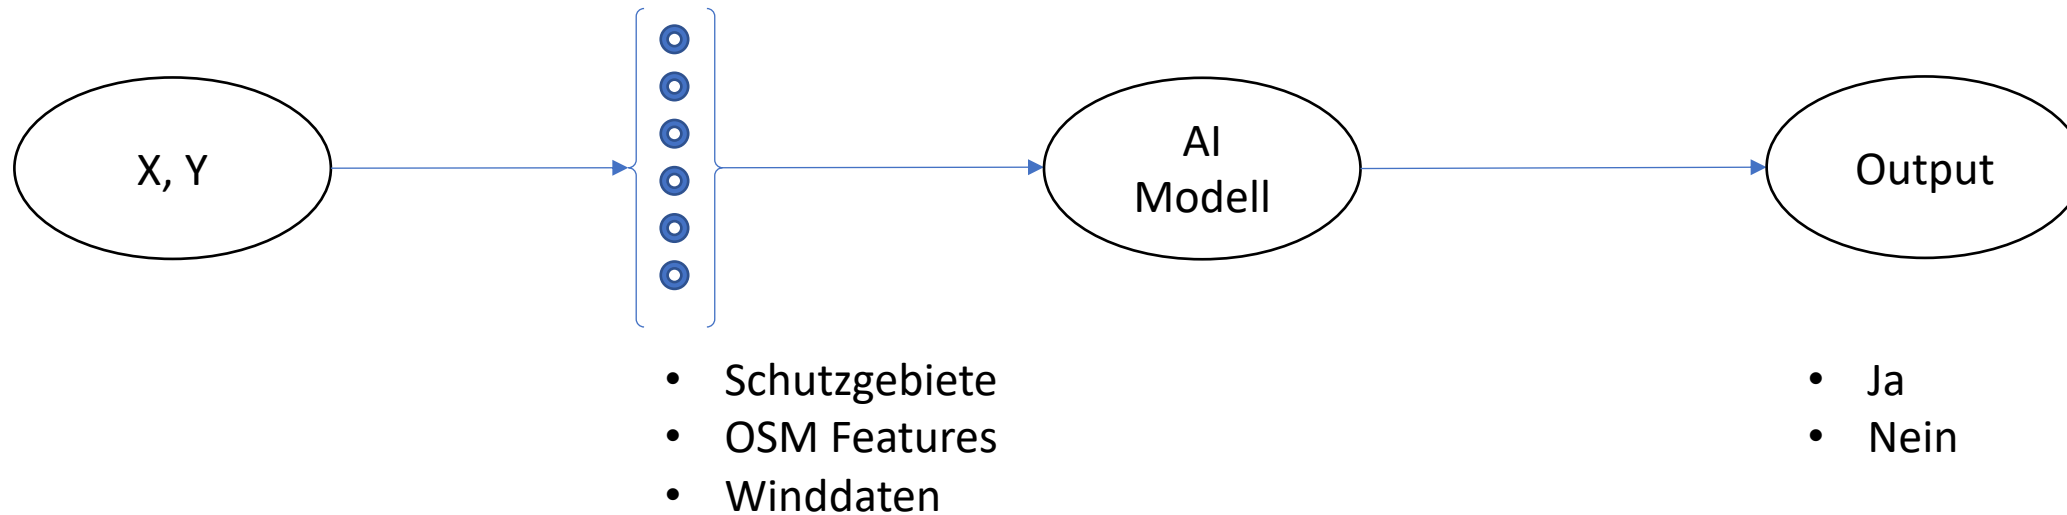 X, Y
AI
Modell
Output
• Schutzgebiete
• OSM Features
• Winddaten
• Ja
• Nein